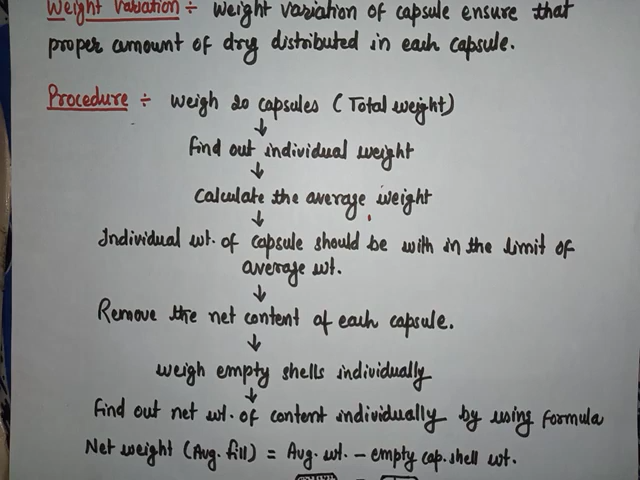 Weight Variation ÷ Weight variation of capsule ensure that
proper amount of dry distributed in each capsule.
Procedure ÷ weigh 20 capsules (Total weight)
↓
find out individual weight
↓
Calculate the average weight
↓
Individual wt. of capsule should be with in the limit of
average wt.
↓
Remove the net content of each capsule.
↓
weigh empty shells individually
↓
find out net wt. of content individually by using formula
Net weight (Avg. fill) = Avg. wt. - empty cap. shell wt.